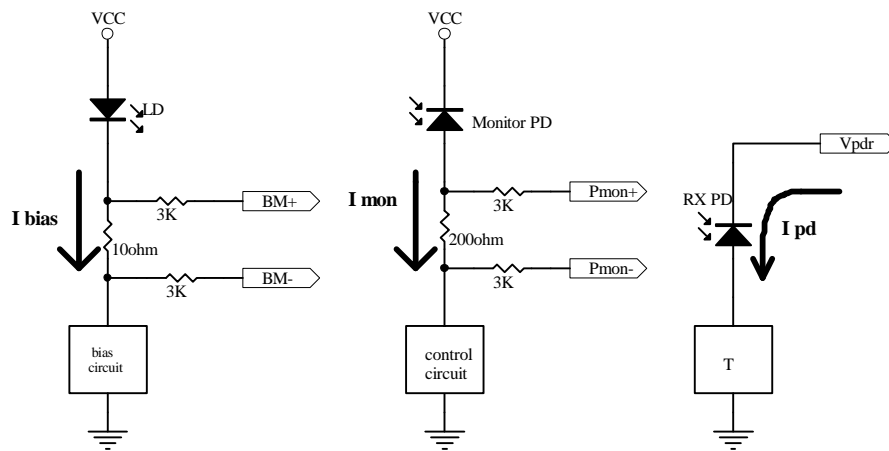 VCC
LD
I bias
3K
BM+
10ohm
3K
BM-
bias
circuit
VCC
Monitor PD
I mon
3K
Pmon+
200ohm
3K
Pmon-
control
circuit
Vpdr
RX PD
I pd
T